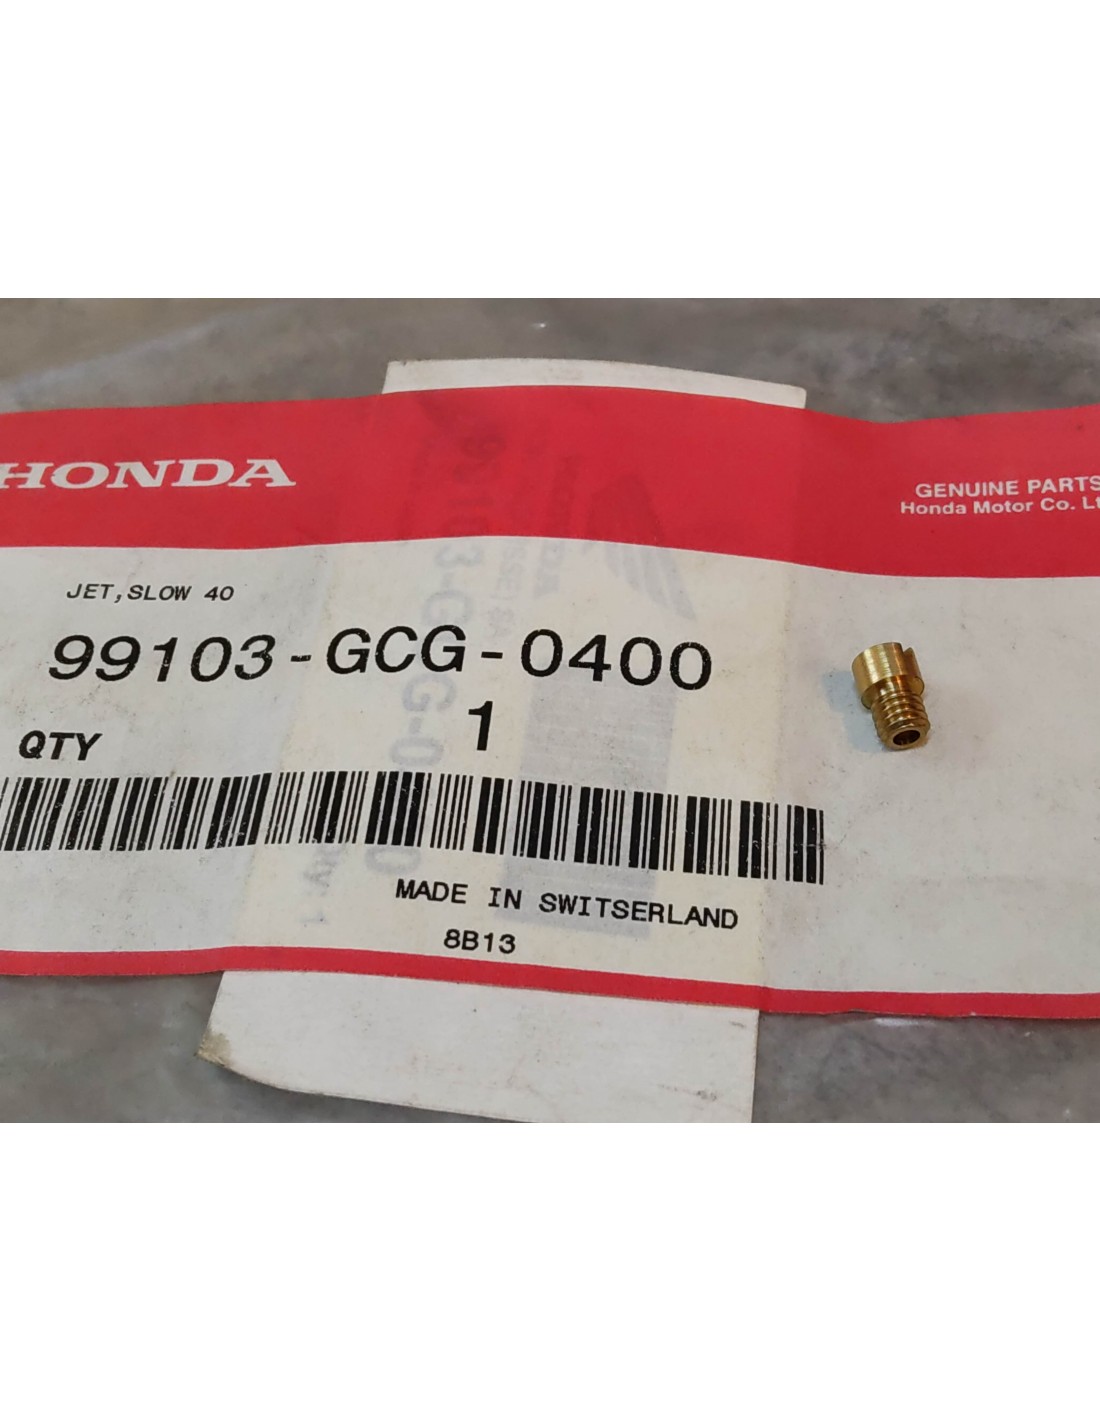 HONDA
GENUINE PARTS
Honda Motor Co. Lt
JET,SLOW 40
99103-GCG-0400
QTY 1
MADE IN SWITSERLAND
8B13